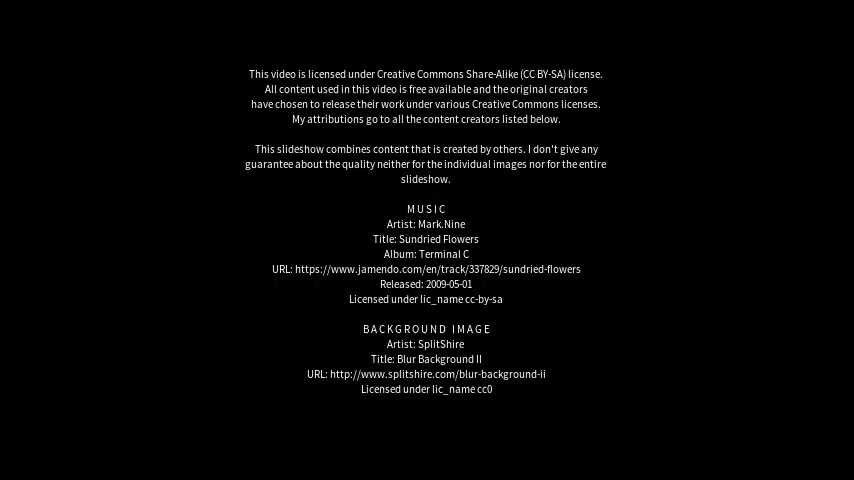 This video is licensed under Creative Commons Share-Alike (CC BY-SA) license.
All content used in this video is free available and the original creators
have chosen to release their work under various Creative Commons licenses.
My attributions go to all the content creators listed below.
This slideshow combines content that is created by others. I don't give any
guarantee about the quality neither for the individual images nor for the entire
slideshow.
MUSIC
Artist: Mark.Nine
Title: Sundried Flowers
Album: Terminal C
URL: https://www.jamendo.com/en/track/337829/sundried-flowers
Released: 2009-05-01
Licensed under lic_name cc-by-sa
BACKGROUND IMAGE
Artist: SplitShire
Title: Blur Background II
URL: http://www.splitshire.com/blur-background-ii
Licensed under lic_name cc0